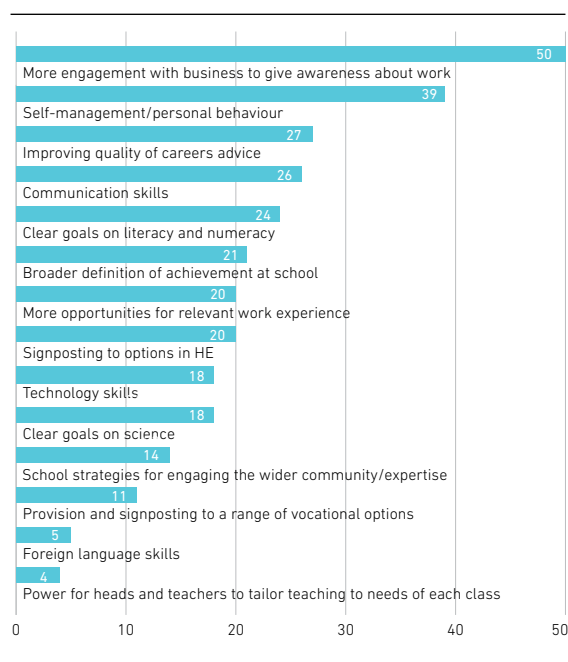 50
More engagement with business to give awareness about work
39
Self-management/personal behaviour
27
Improving quality of careers advice
26
Communication skills
24
Clear goals on literacy and numeracy
21
Broader definition of achievement at school
20
More opportunities for relevant work experience
20
Signposting to options in HE
18
Technology skills
18
Clear goals on science
14
School strategies for engaging the wider community/expertise
11
Provision and signposting to a range of vocational options
5
Foreign language skills
4
Power for heads and teachers to tailor teaching to needs of each class
0 10 20 30 40 50